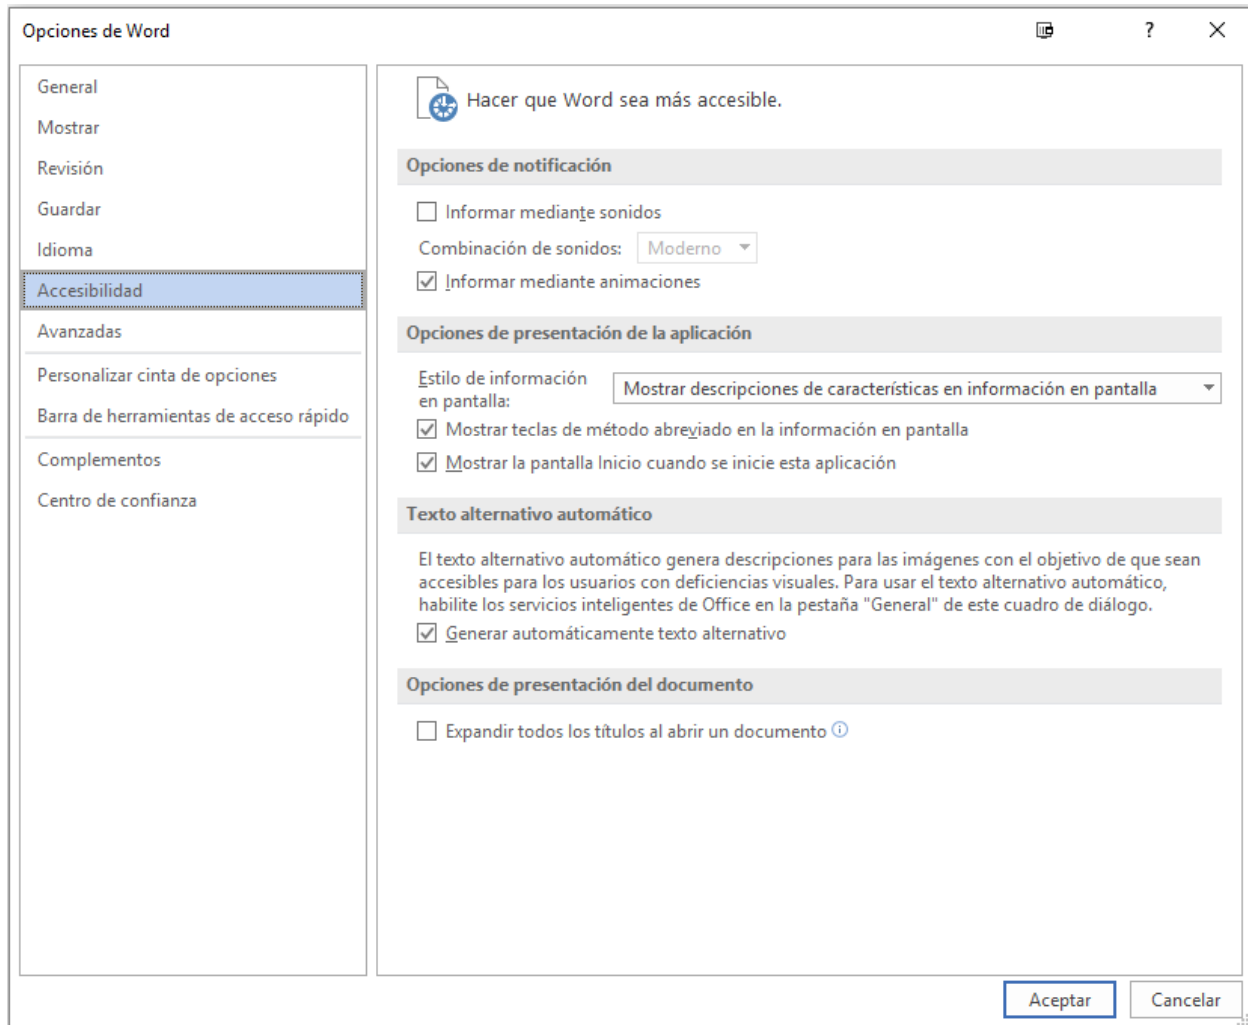 Opciones de Word
?
General
Mostrar
Revisión
Guardar
Idioma
Accesibilidad
Avanzadas
Personalizar cinta de opciones
Barra de herramientas de acceso rápido
Complementos
Centro de confianza
Hacer que Word sea más accesible.
Opciones de notificación
Informar mediante sonidos
Combinación de sonidos: Moderno
Informar mediante animaciones
Opciones de presentación de la aplicación
Estilo de información
en pantalla:
Mostrar descripciones de características en información en pantalla
Mostrar teclas de método abreviado en la información en pantalla
Mostrar la pantalla Inicio cuando se inicie esta aplicación
Texto alternativo automático
El texto alternativo automático genera descripciones para las imágenes con el objetivo de que sean
accesibles para los usuarios con deficiencias visuales. Para usar el texto alternativo automático,
habilite los servicios inteligentes de Office en la pestaña "General" de este cuadro de diálogo.
Generar automáticamente texto alternativo
Opciones de presentación del documento
Expandir todos los títulos al abrir un documento
Aceptar
Cancelar